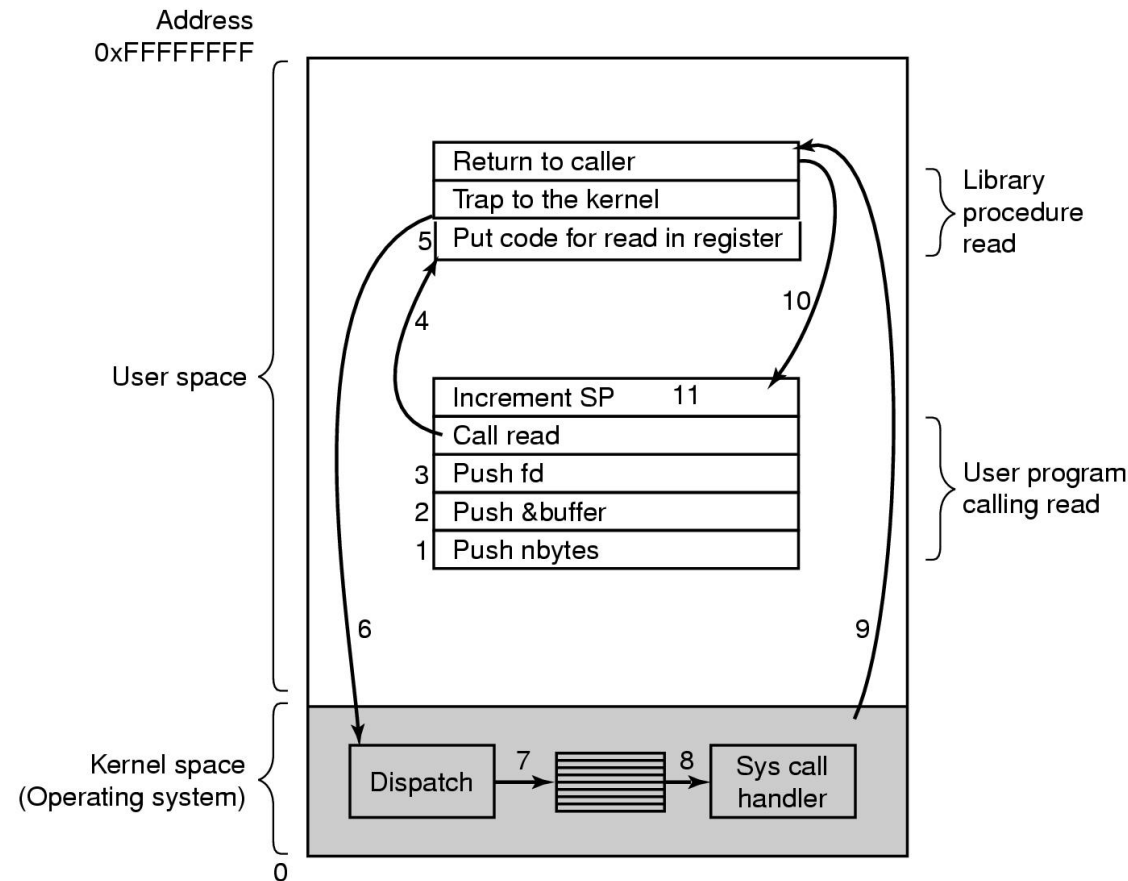 Address
0xFFFFFFFF
Return to caller
Trap to the kernel
5 Put code for read in register
Library
procedure
read
4
10
User space
Increment SP 11
Call read
3 Push fd
2 Push &buffer
1 Push nbytes
User program
calling read
6
9
Kernel space
(Operating system)
Dispatch
7
8
Sys call
handler
0